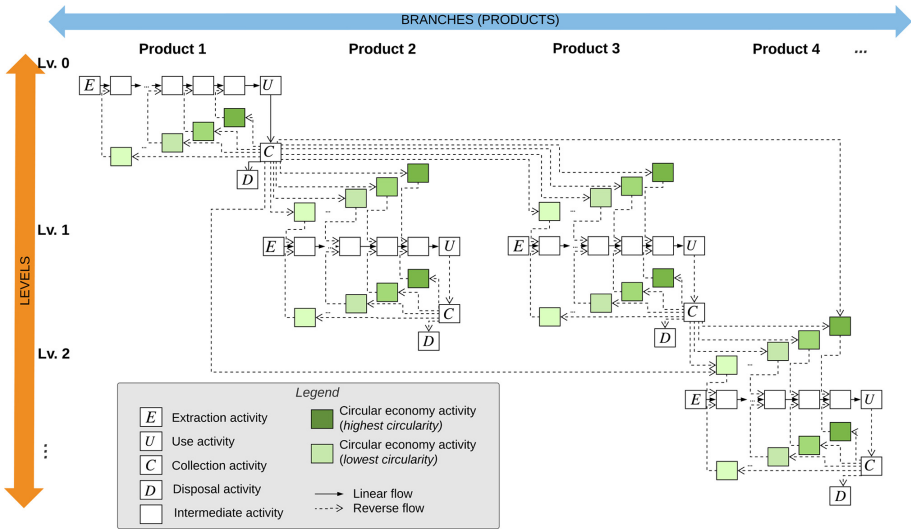 BRANCHES (PRODUCTS)
Product 1 Product 2 Product 3 Product 4 ...
Lv. 0
E ... U
... C
D
...
...
Lv. 1
E ... U
E ... U
...
...
C
C
D
D
Lv. 2
...
E ... U
...
C
D
...
LEVELS
Legend
E Extraction activity
U Use activity
C Collection activity
D Disposal activity
Intermediate activity
Circular economy activity
(highest circularity)
Circular economy activity
(lowest circularity)
Linear flow
Reverse flow